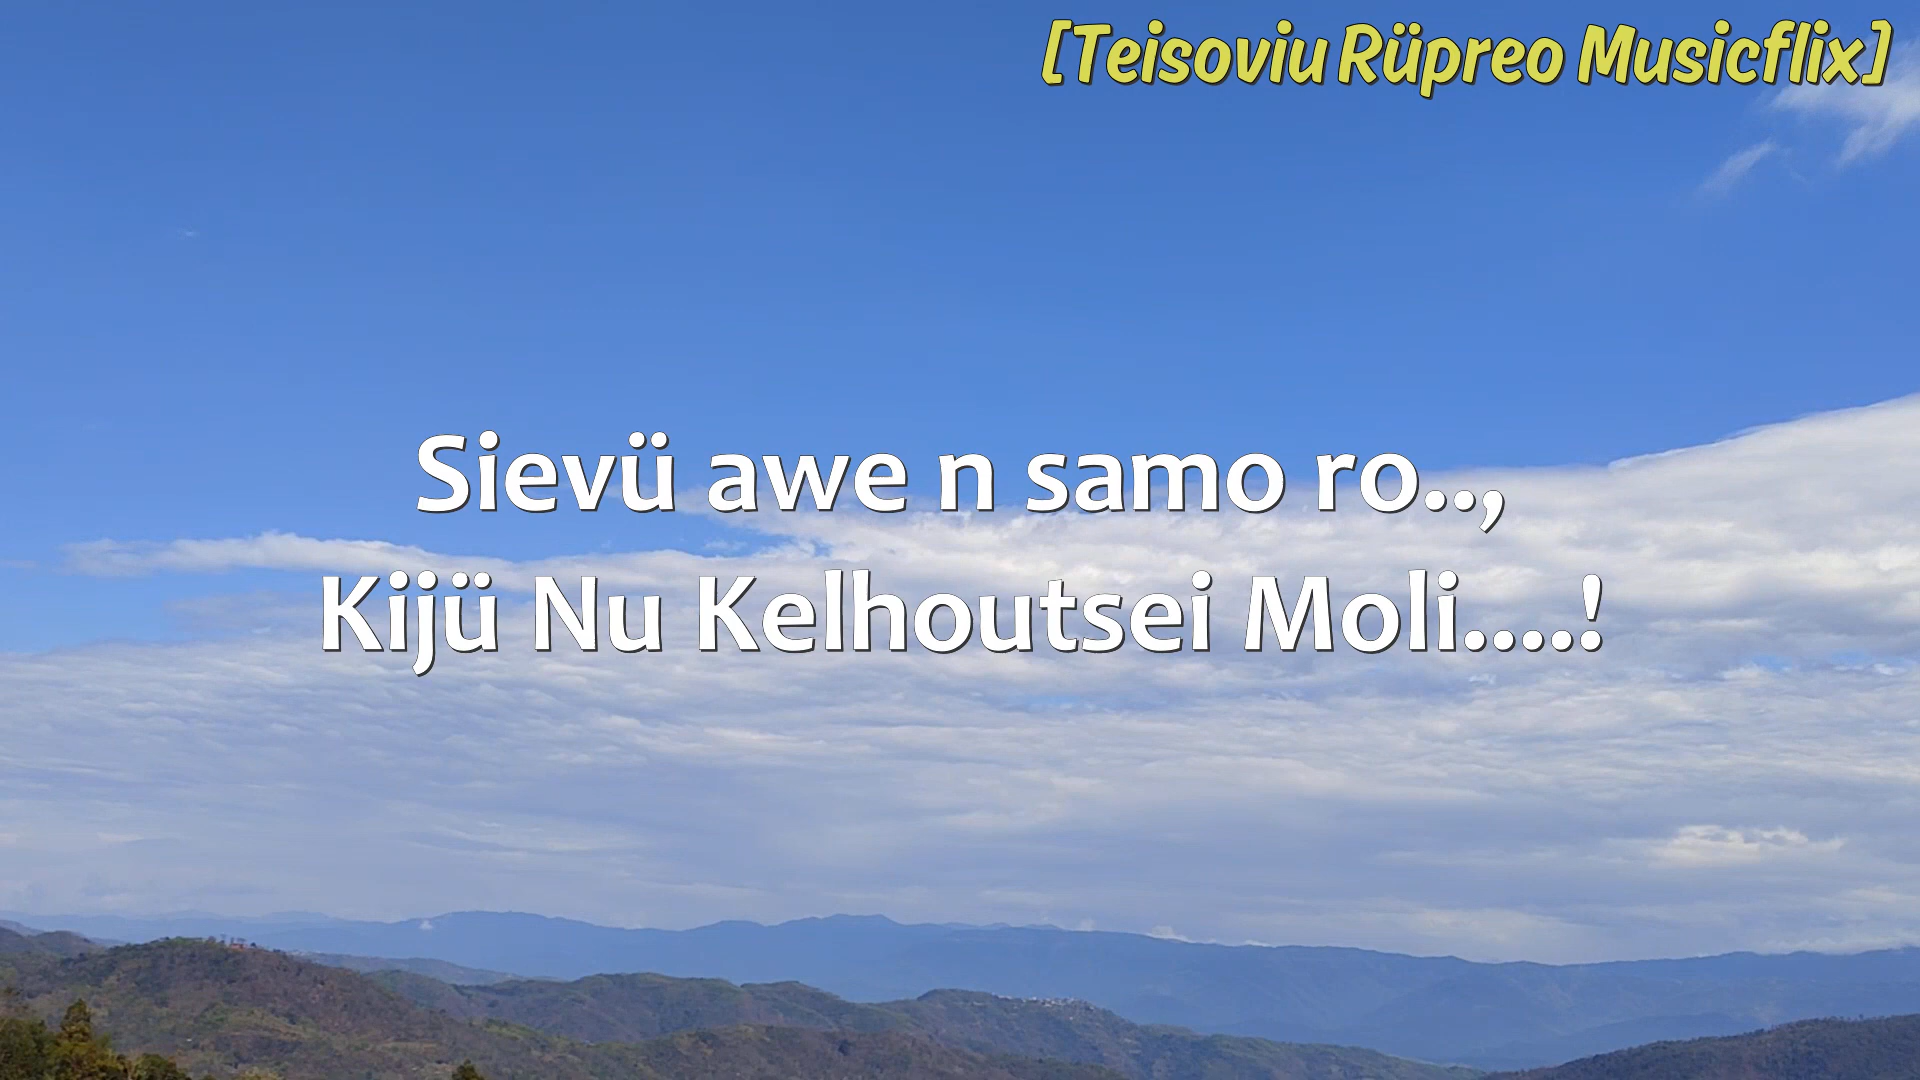 [Teisoviu Rüpreo Musicflix]
Sievü awe n samo ro..,
Kijü Nu Kelhoutsei Moli....!